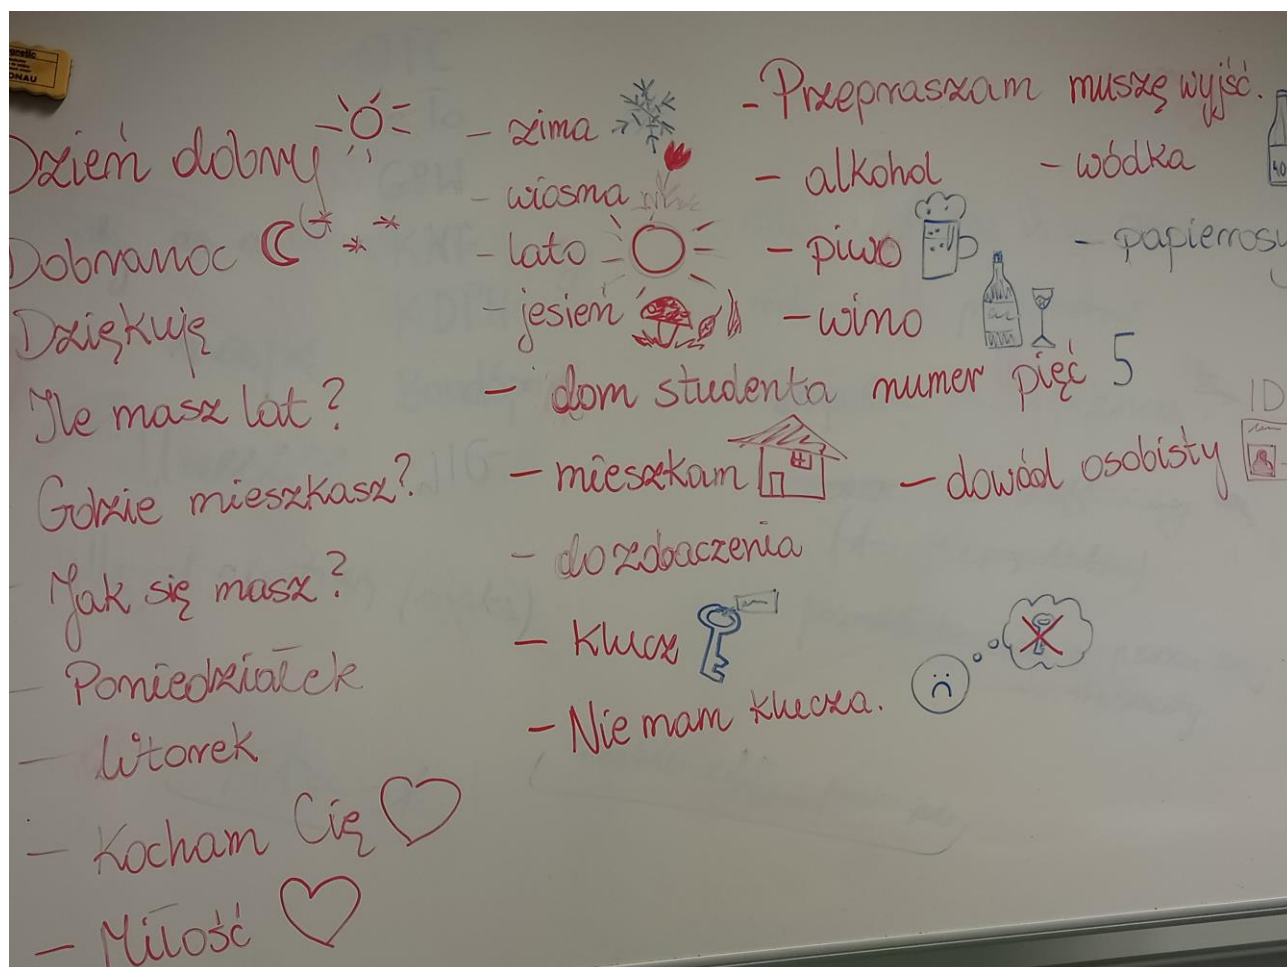 Dzień dobry
Dobranoc
Dziękuję
Ile masz lat?
Gdzie mieszkasz?
Jak się masz?
- Poniedziałek
- Wtorek
- Kocham Cię
- Miłość
- zima
- wiosna
- lato
- jesień
- dom studenta numer pięć 5
- mieszkam
- do zobaczenia
- klucz
- Nie mam klucza.
- Przepraszam muszę wyjść.
- alkohol
- wódka
40
- piwo
- papierosy
- wino
- dowód osobisty
ID